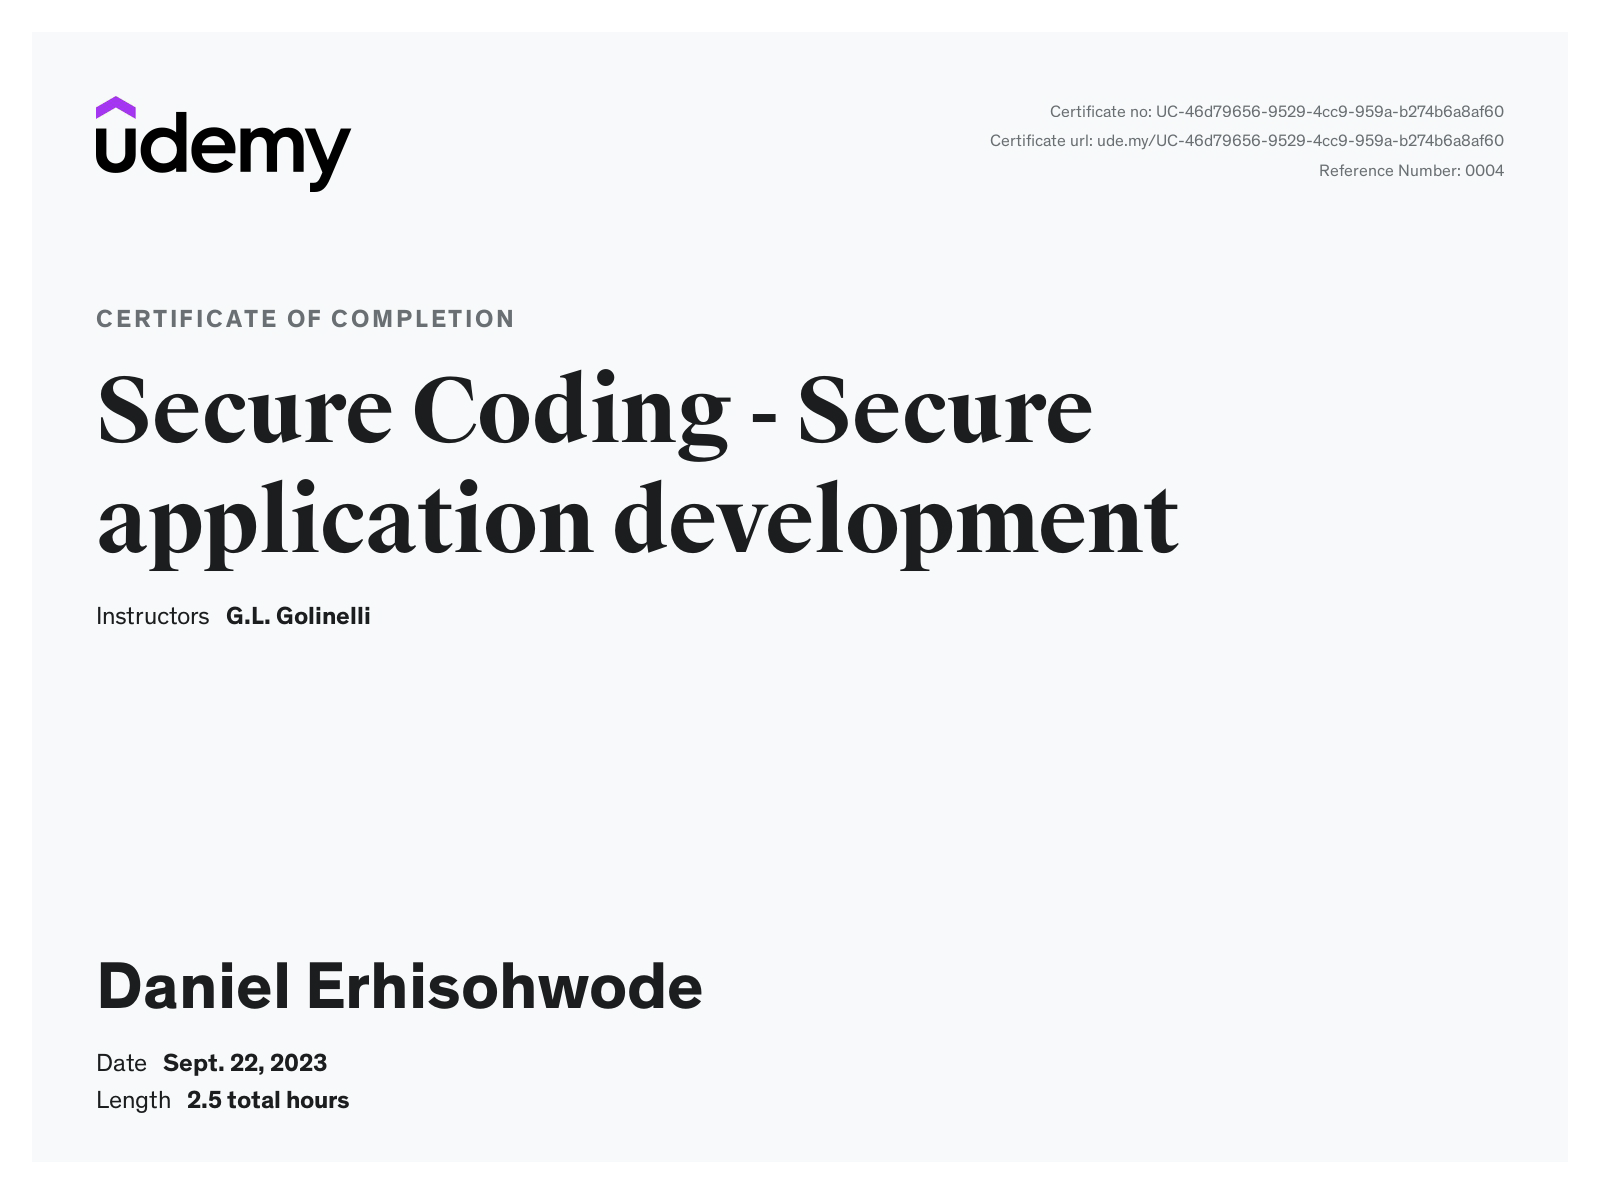 udemy
Certificate no: UC-46d79656-9529-4cc9-959a-b274b6a8af60
Certificate url: ude.my/UC-46d79656-9529-4cc9-959a-b274b6a8af60
Reference Number: 0004
CERTIFICATE OF COMPLETION
Secure Coding - Secure
application development
Instructors G.L. Golinelli
Daniel Erhisohwode
Date Sept. 22, 2023
Length 2.5 total hours